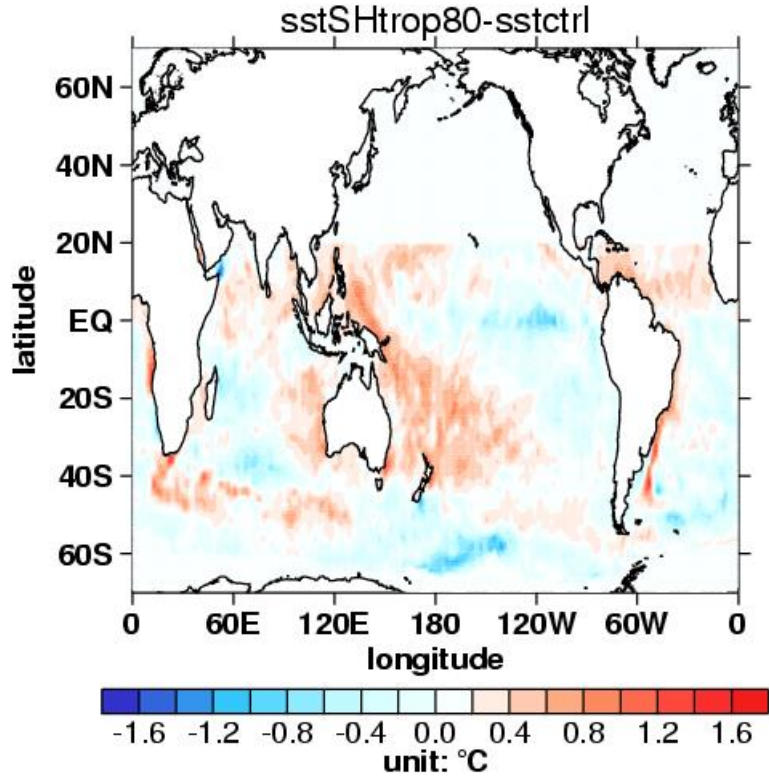 sstSHtrop80-sstctrl
60N
40N
20N
EQ
20S
40S
60S
latitude
0 60E 120E 180 120W 60W 0
longitude
-1.6 -1.2 -0.8 -0.4 0.0 0.4 0.8 1.2 1.6
unit: °C